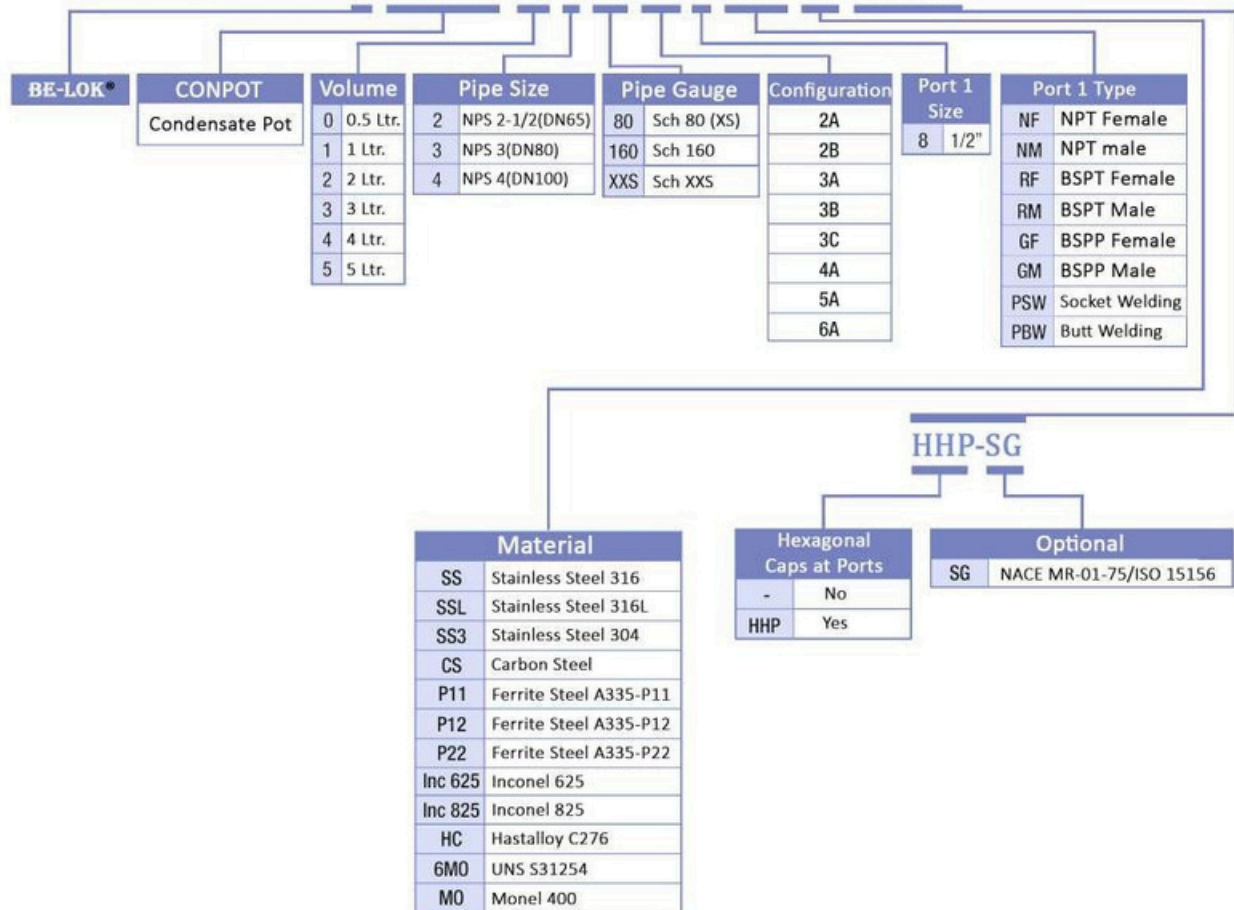 BE-LOK®
CONPOT
Condensate Pot
Volume
0 0.5 Ltr.
1 1 Ltr.
2 2 Ltr.
3 3 Ltr.
4 4 Ltr.
5 5 Ltr.
Pipe Size
2 NPS 2-1/2(DN65)
3 NPS 3(DN80)
4 NPS 4(DN100)
Pipe Gauge
80 Sch 80 (XS)
160 Sch 160
XXS Sch XXS
Configuration
2A
2B
3A
3B
3C
4A
5A
6A
Port 1
Size
8 1/2"
Port 1 Type
NF NPT Female
NM NPT male
RF BSPT Female
RM BSPT Male
GF BSPP Female
GM BSPP Male
PSW Socket Welding
PBW Butt Welding
HHP-SG
Material
SS Stainless Steel 316
SSL Stainless Steel 316L
SS3 Stainless Steel 304
CS Carbon Steel
P11 Ferrite Steel A335-P11
P12 Ferrite Steel A335-P12
P22 Ferrite Steel A335-P22
Inc 625 Inconel 625
Inc 825 Inconel 825
HC Hastalloy C276
6MO UNS S31254
MO Monel 400
Hexagonal
Caps at Ports
- No
HHP Yes
Optional
SG NACE MR-01-75/ISO 15156